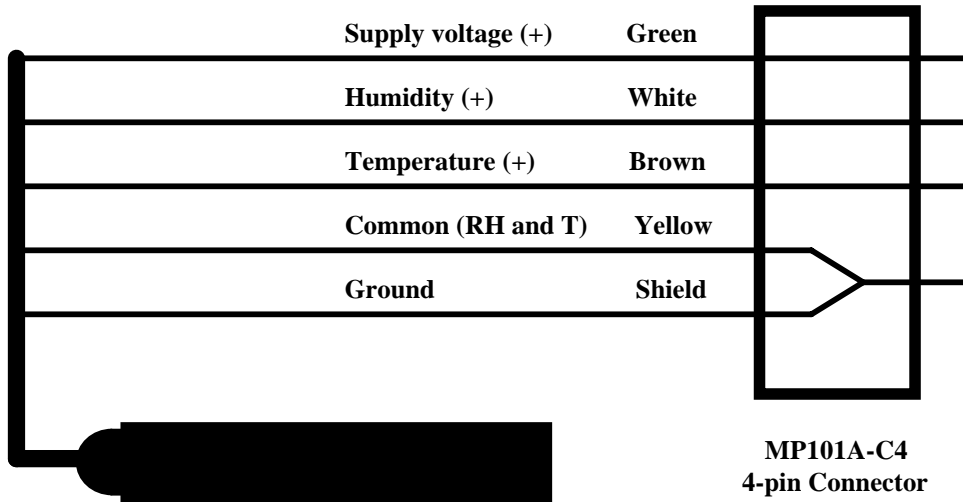 Supply voltage (+) Green
Humidity (+) White
Temperature (+) Brown
Common (RH and T) Yellow
Ground Shield
MP101A-C4
4-pin Connector